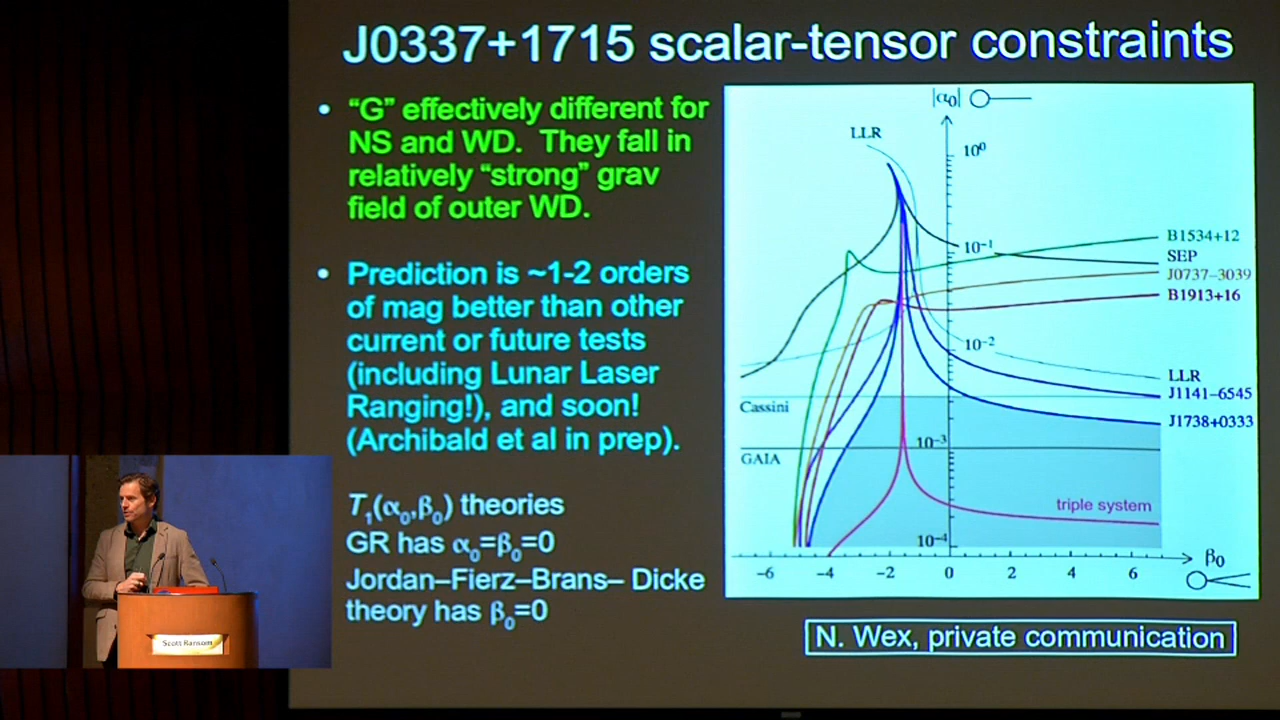 J0337+1715 scalar-tensor constraints
• “G” effectively different for
NS and WD. They fall in
relatively “strong” grav
field of outer WD.
• Prediction is ~1-2 orders
of mag better than other
current or future tests
(including Lunar Laser
Ranging!), and soon!
(Archibald et al in prep).
T₁(α₀,β₀) theories
GR has α₀=β₀=0
Jordan–Fierz–Brans– Dicke
theory has β₀=0
|α₀|
LLR
10⁰
10⁻¹
B1534+12
SEP
J0737–3039
B1913+16
10⁻²
LLR
J1141–6545
Cassini
J1738+0333
10⁻³
GAIA
triple system
10⁻⁴
β₀
−6 −4 −2 0 2 4 6
N. Wex, private communication
Scott Ransom